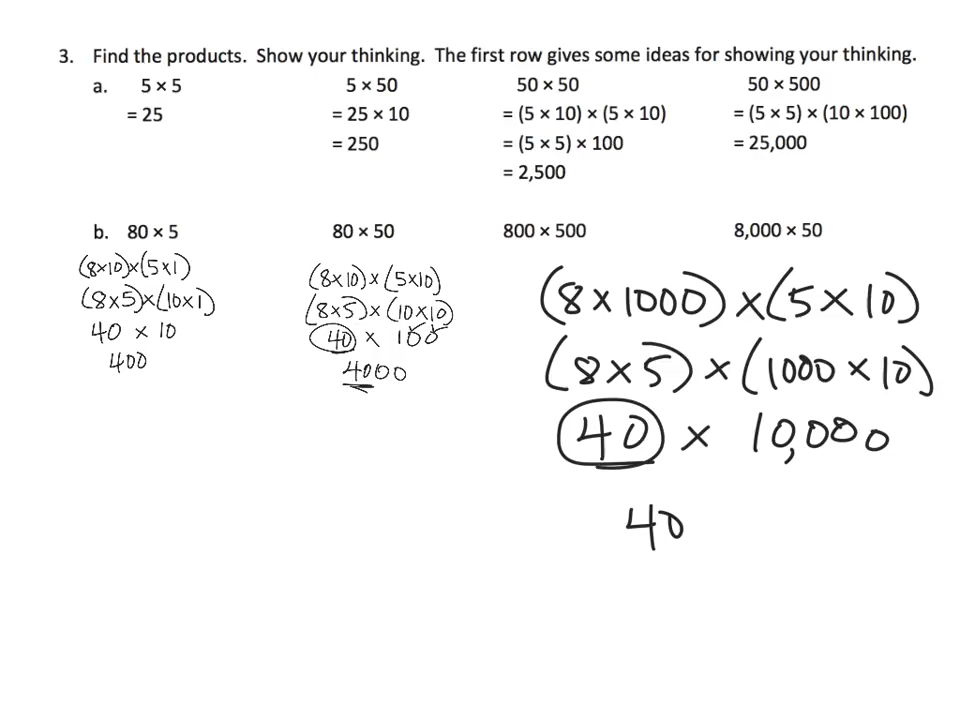 3. Find the products. Show your thinking. The first row gives some ideas for showing your thinking.
a. 5 × 5
= 25
5 × 50
= 25 × 10
= 250
50 × 50
= (5 × 10) × (5 × 10)
= (5 × 5) × 100
= 2,500
50 × 500
= (5 × 5) × (10 × 100)
= 25,000
b. 80 × 5
(8×10)×(5×1)
(8×5)×(10×1)
40 × 10
400
80 × 50
(8×10)×(5×10)
(8×5)×(10×10)
40 × 100
4000
800 × 500
8,000 × 50
(8×1000)×(5×10)
(8×5)×(1000×10)
40 × 10,000
40